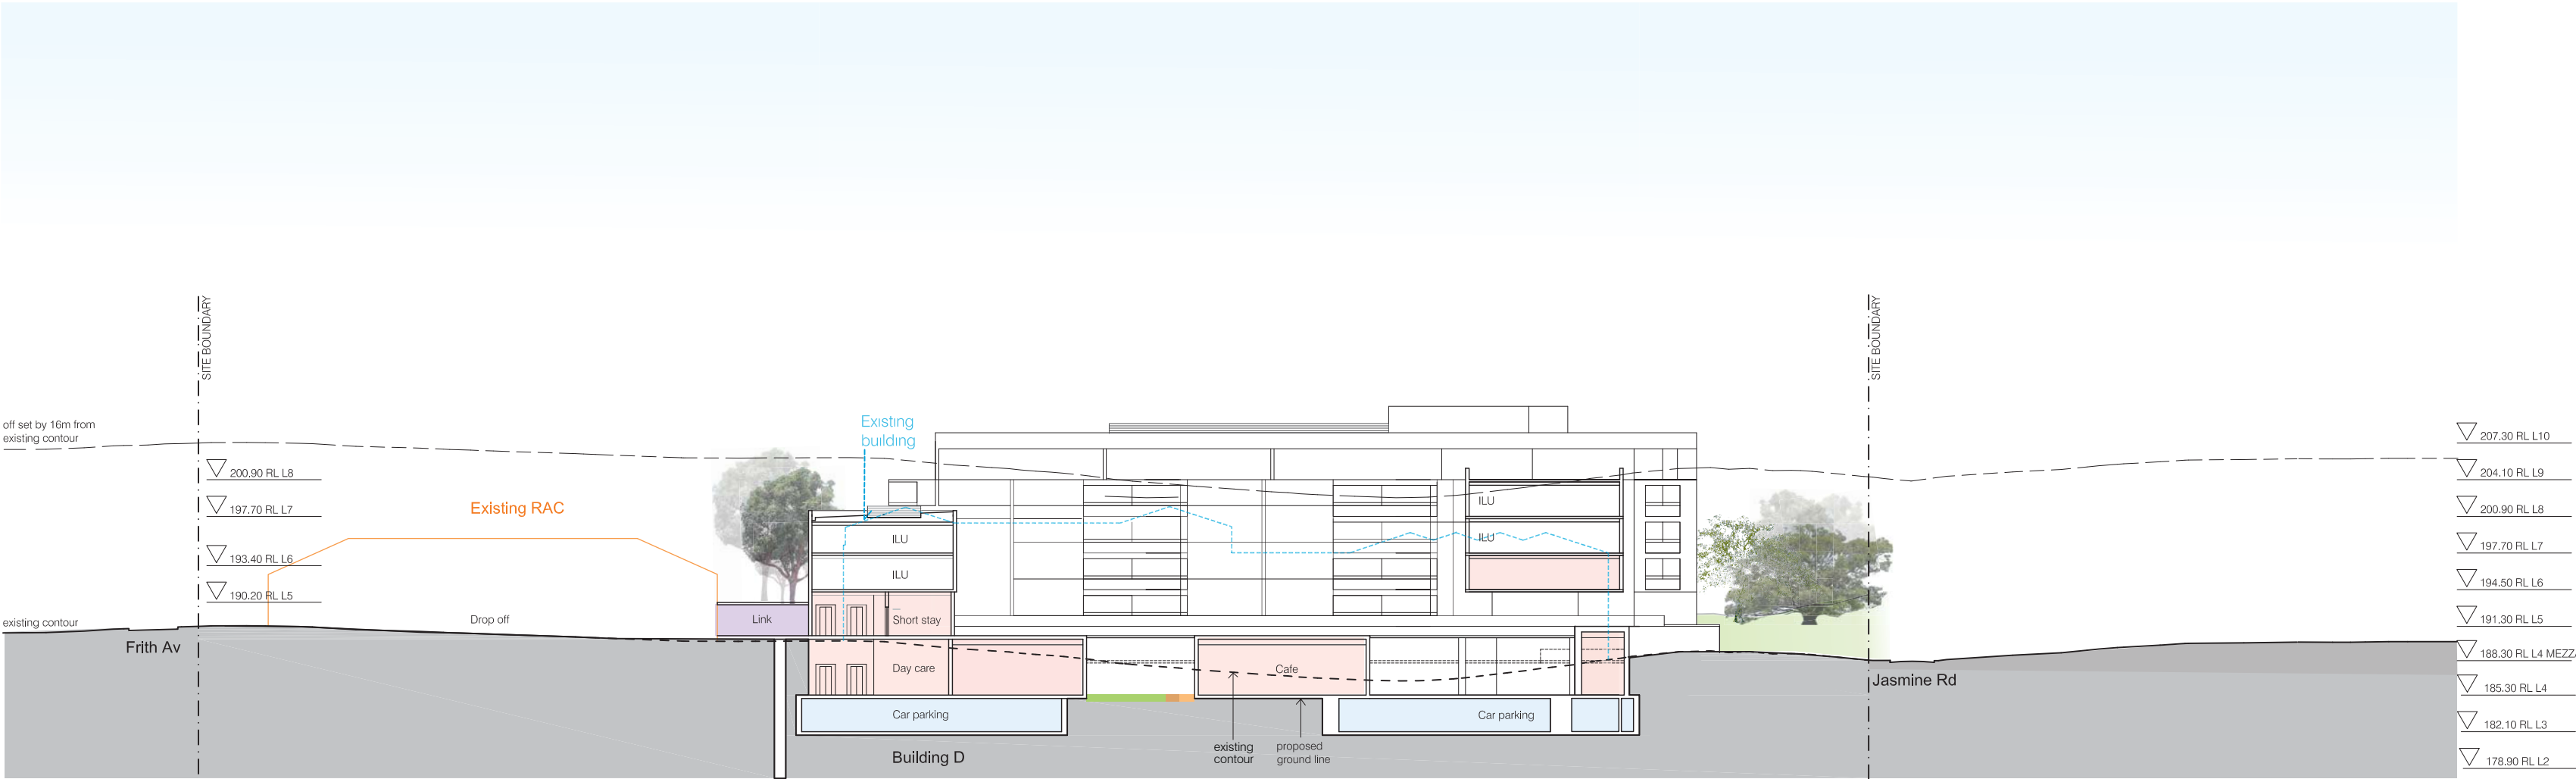 SITE BOUNDARY
SITE BOUNDARY
off set by 16m from
existing contour
Existing
building
200.90 RL L8
197.70 RL L7
193.40 RL L6
190.20 RL L5
Existing RAC
existing contour
Drop off
Frith Av
Link
ILU
ILU
Short stay
Day care
Car parking
Building D
Cafe
existing
contour
proposed
ground line
ILU
ILU
Car parking
Jasmine Rd
207.30 RL L10
204.10 RL L9
200.90 RL L8
197.70 RL L7
194.50 RL L6
191.30 RL L5
188.30 RL L4 MEZZ
185.30 RL L4
182.10 RL L3
178.90 RL L2